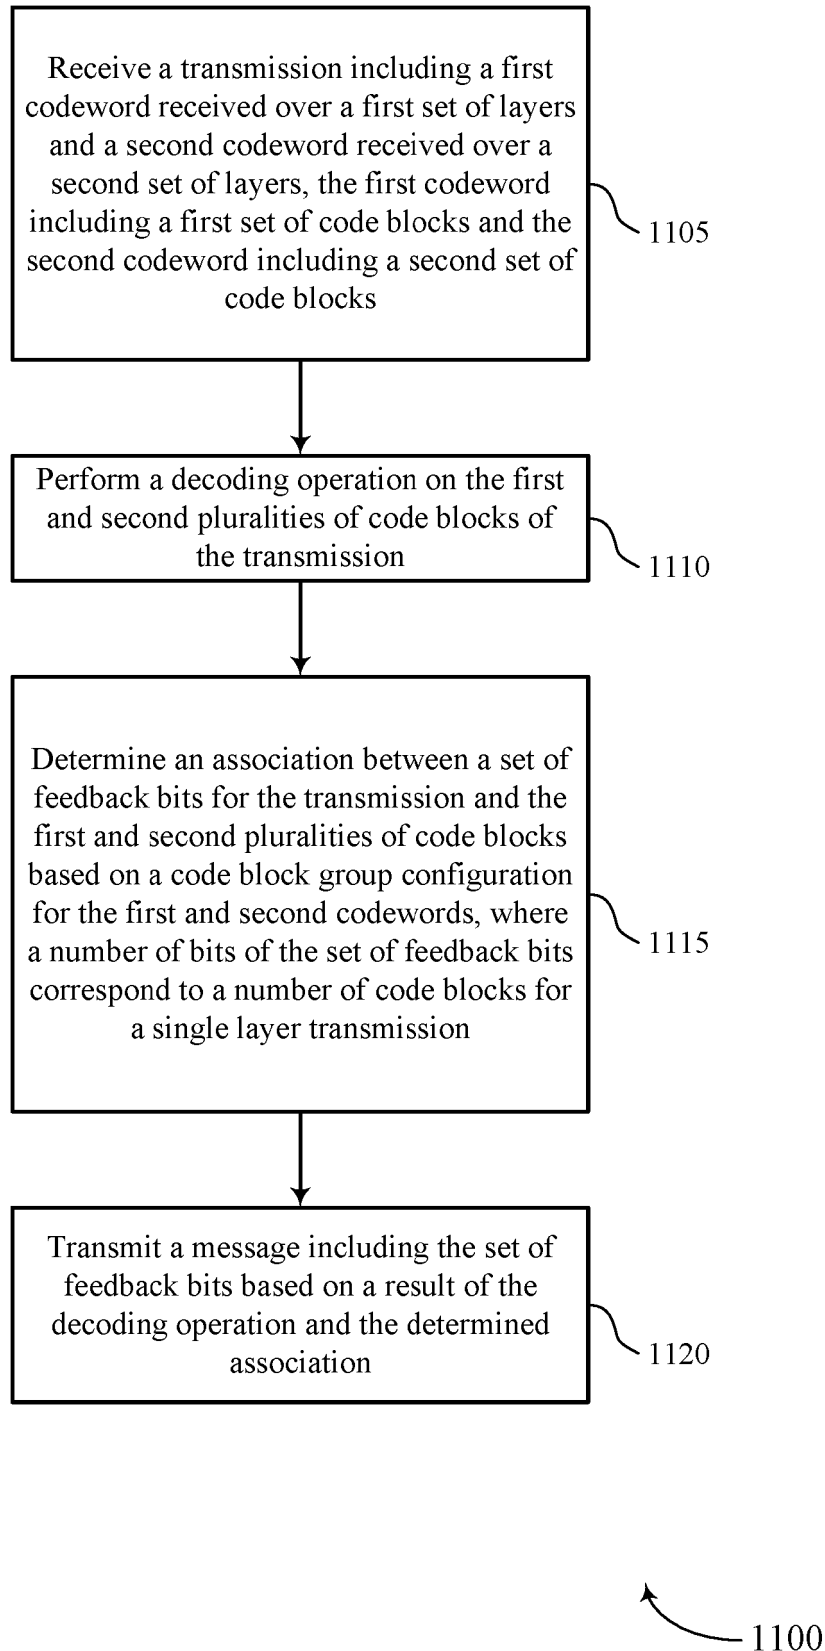 Receive a transmission including a first
codeword received over a first set of layers
and a second codeword received over a
second set of layers, the first codeword
including a first set of code blocks and the
second codeword including a second set of
code blocks
1105
Perform a decoding operation on the first
and second pluralities of code blocks of
the transmission
1110
Determine an association between a set of
feedback bits for the transmission and the
first and second pluralities of code blocks
based on a code block group configuration
for the first and second codewords, where
a number of bits of the set of feedback bits
correspond to a number of code blocks for
a single layer transmission
1115
Transmit a message including the set of
feedback bits based on a result of the
decoding operation and the determined
association
1120
1100